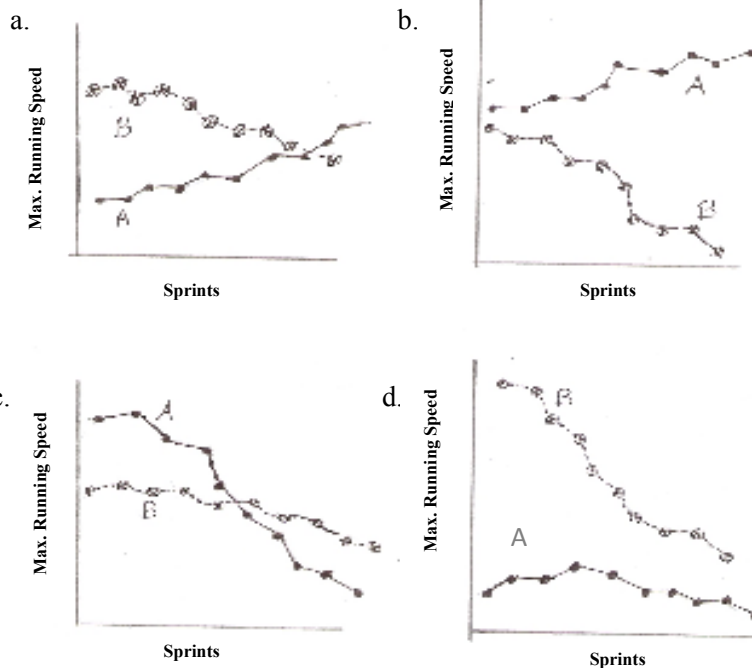 a.
Max. Running Speed
B
A
Sprints
b.
Max. Running Speed
A
B
Sprints
c.
Max. Running Speed
A
B
Sprints
d.
Max. Running Speed
B
A
Sprints